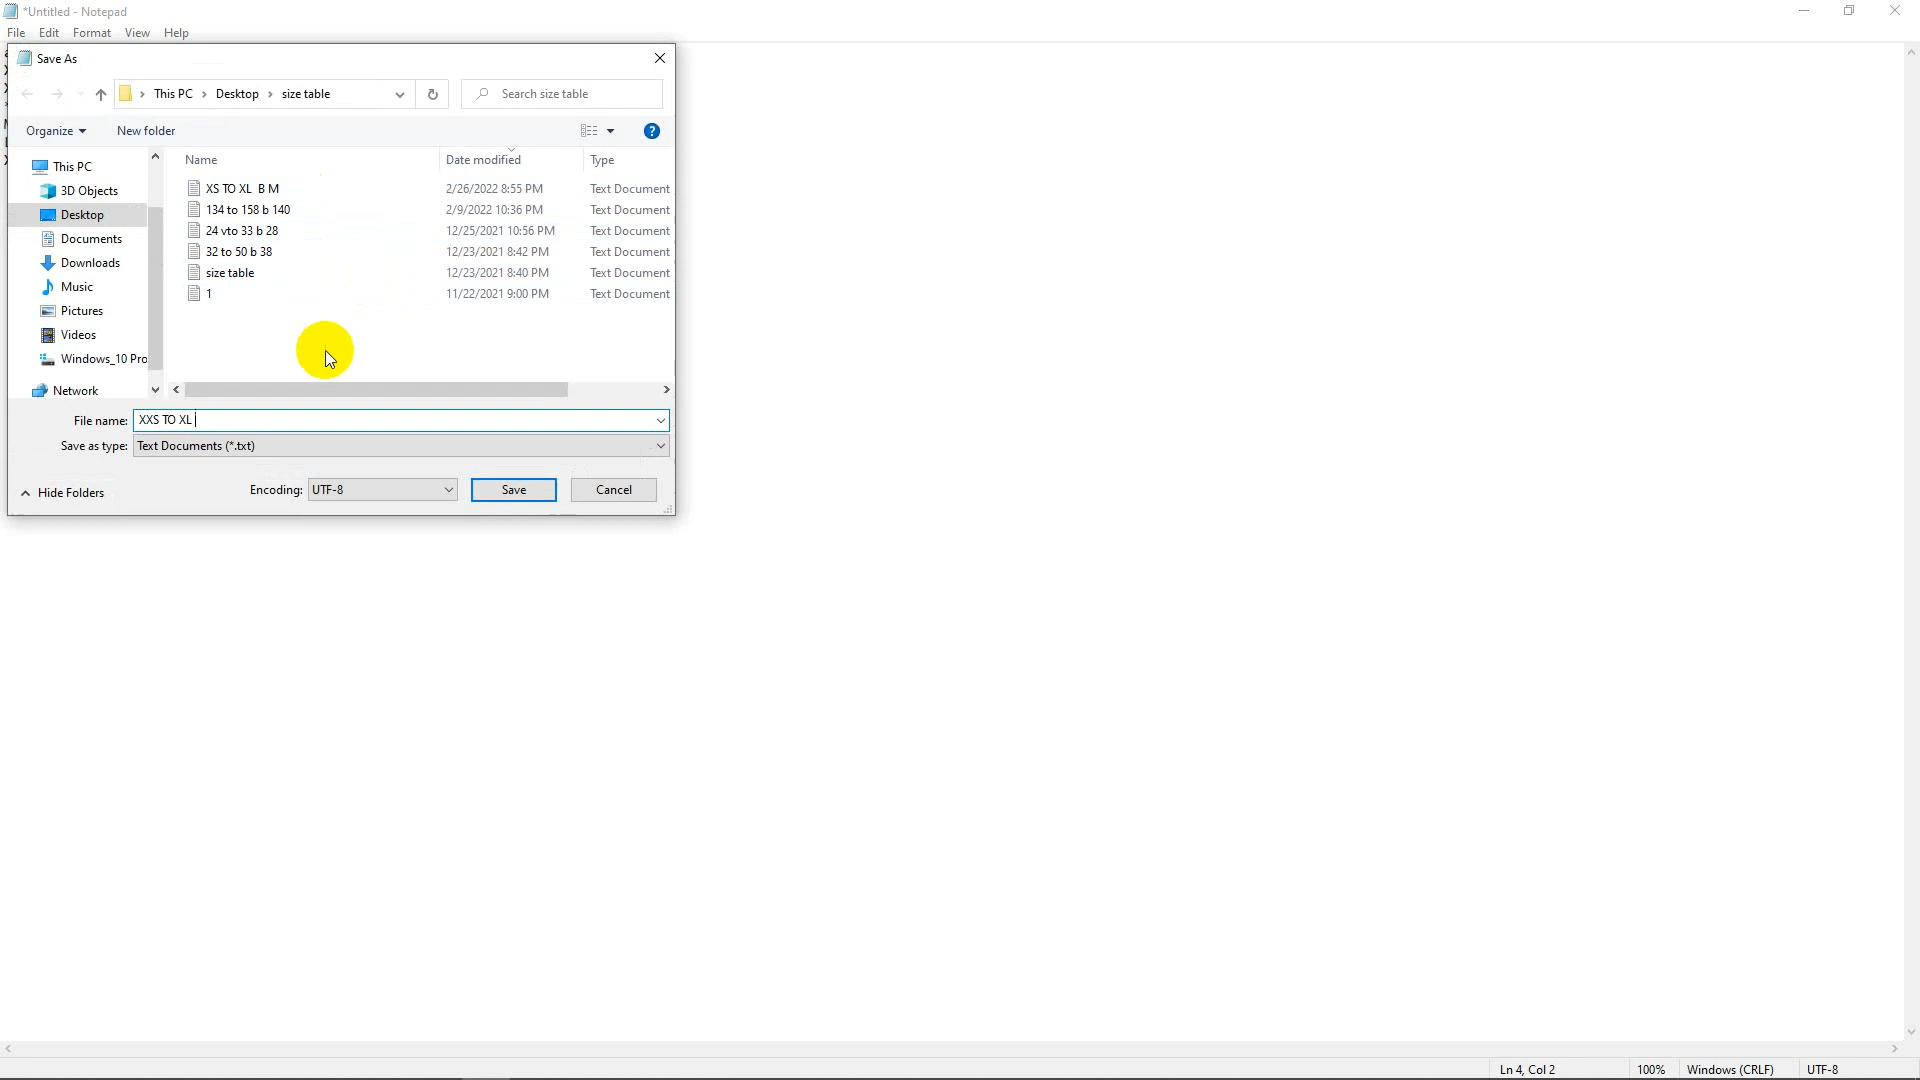 *Untitled - Notepad
File Edit Format View Help
Save As
This PC > Desktop > size table
Search size table
Organize New folder
Name Date modified Type
This PC
3D Objects
Desktop
Documents
Downloads
Music
Pictures
Videos
Windows_10 Pro
Network
XS TO XL  B M 2/26/2022 8:55 PM Text Document
134 to 158 b 140 2/9/2022 10:36 PM Text Document
24 vto 33 b 28 12/25/2021 10:56 PM Text Document
32 to 50 b 38 12/23/2021 8:42 PM Text Document
size table 12/23/2021 8:40 PM Text Document
1 11/22/2021 9:00 PM Text Document
File name: XXS TO XL
Save as type: Text Documents (*.txt)
Hide Folders Encoding: UTF-8 Save Cancel
Ln 4, Col 2 100% Windows (CRLF) UTF-8